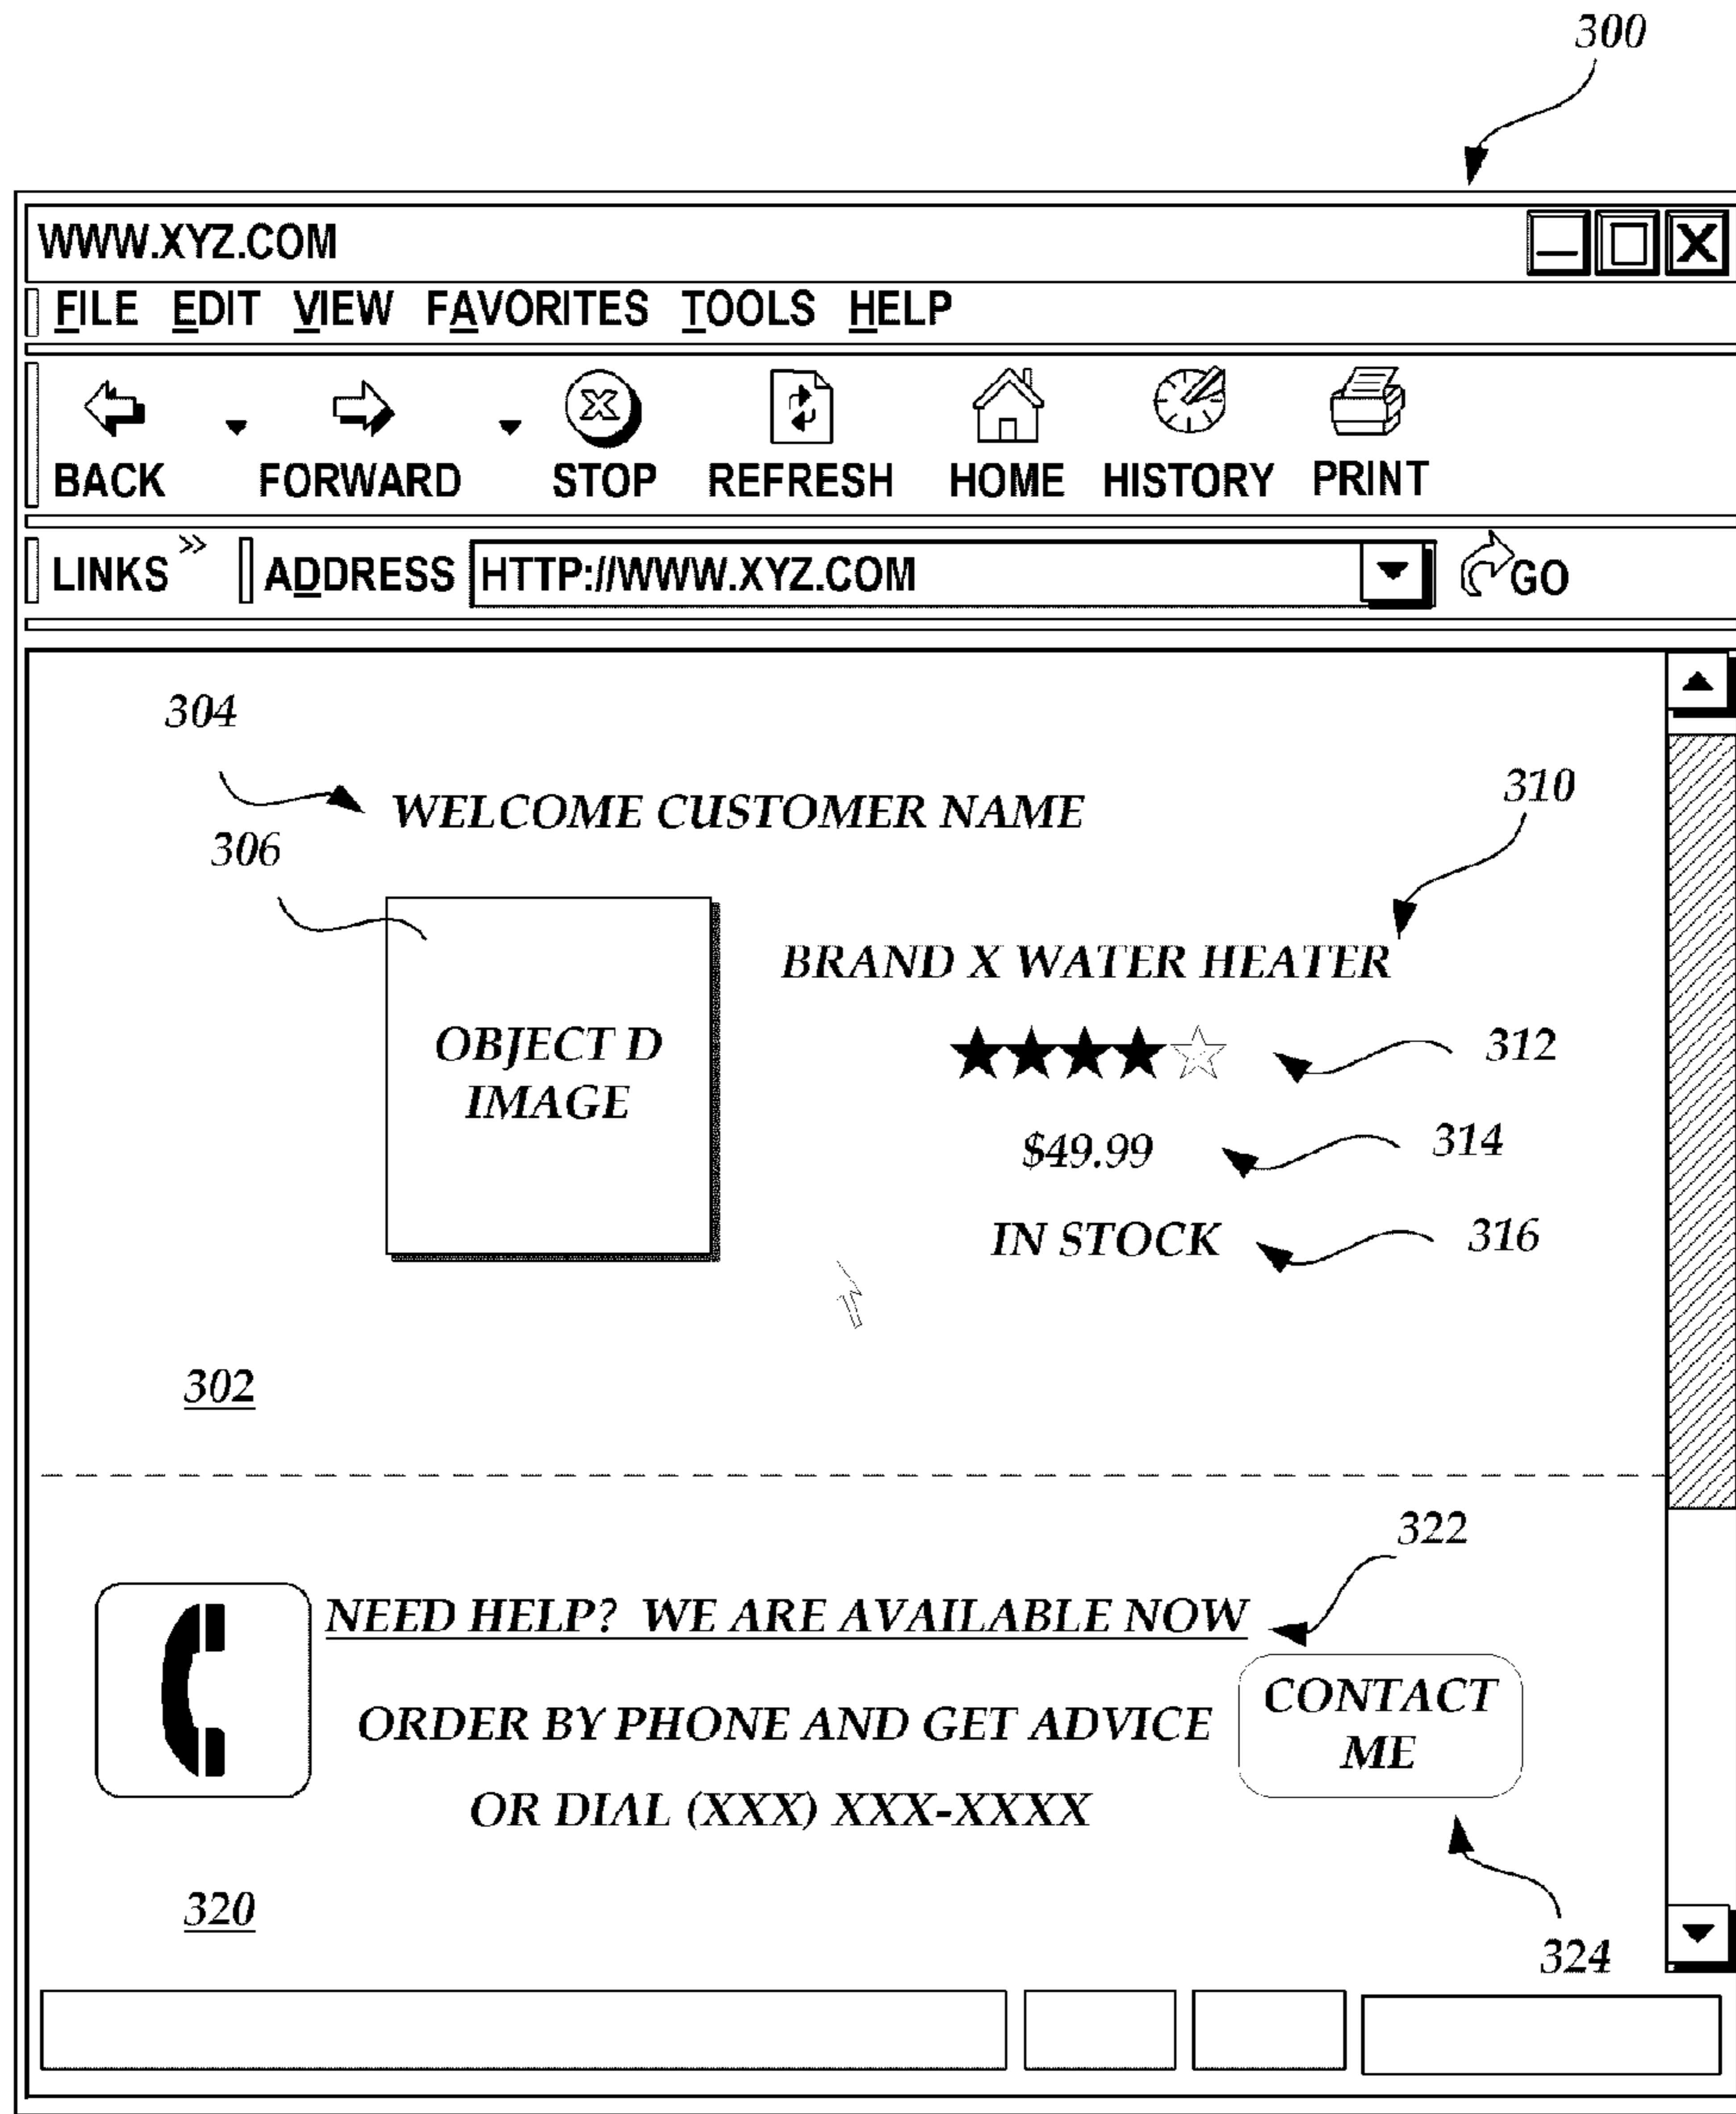 300
WWW.XYZ.COM
FILE EDIT VIEW FAVORITES TOOLS HELP
BACK FORWARD STOP REFRESH HOME HISTORY PRINT
LINKS » ADDRESS HTTP://WWW.XYZ.COM GO
304
WELCOME CUSTOMER NAME
310
306
BRAND X WATER HEATER
OBJECT D
IMAGE
312
$49.99
314
IN STOCK
316
302
322
NEED HELP? WE ARE AVAILABLE NOW
ORDER BY PHONE AND GET ADVICE
OR DIAL (XXX) XXX-XXXX
CONTACT
ME
320
324